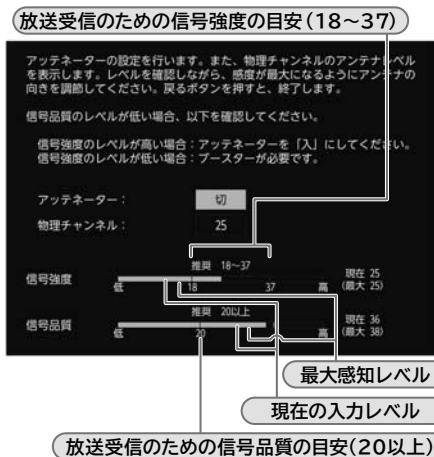 放送受信のための信号強度の目安(18～37)
アッテネーターの設定を行います。また、物理チャンネルのアンテナレベル
を表示します。レベルを確認しながら、感度が最大になるようにアンテナの
向きを調節してください。戻るボタンを押すと、終了します。
信号品質のレベルが低い場合、以下を確認してください。
信号強度のレベルが高い場合：アッテネーターを「入」にしてください。
信号強度のレベルが低い場合：ブースターが必要です。
アッテネーター： 切
物理チャンネル： 25
推奨 18～37
信号強度 低 18 37 高 現在 25
(最大 25)
推奨 20以上
信号品質 低 20 高 現在 36
(最大 38)
最大感知レベル
現在の入力レベル
放送受信のための信号品質の目安(20以上)